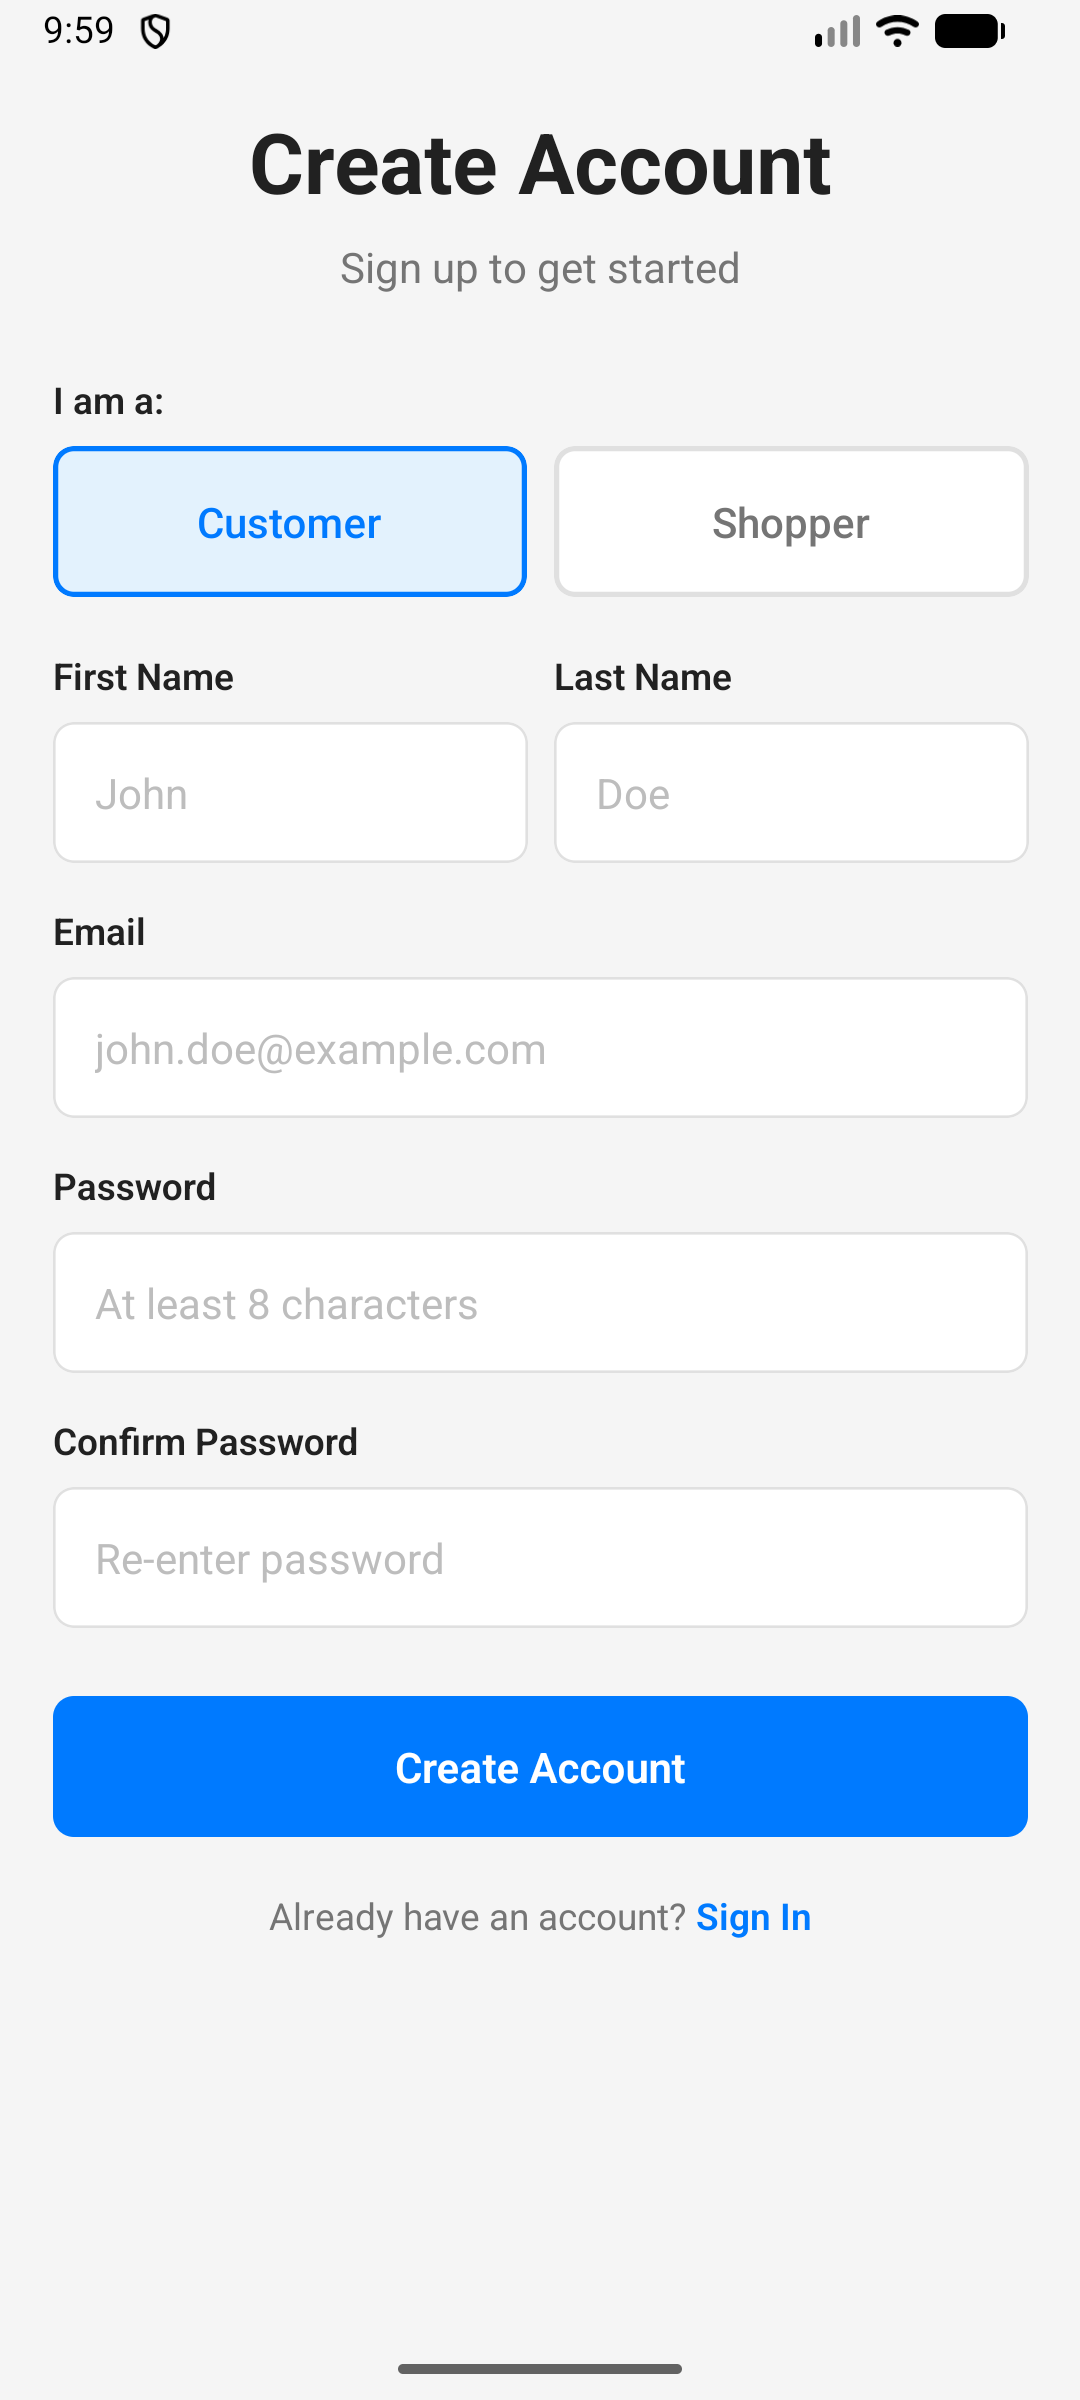 9:59
Create Account
Sign up to get started
I am a:
Customer Shopper
First Name Last Name
John Doe
Email
john.doe@example.com
Password
At least 8 characters
Confirm Password
Re-enter password
Create Account
Already have an account? Sign In